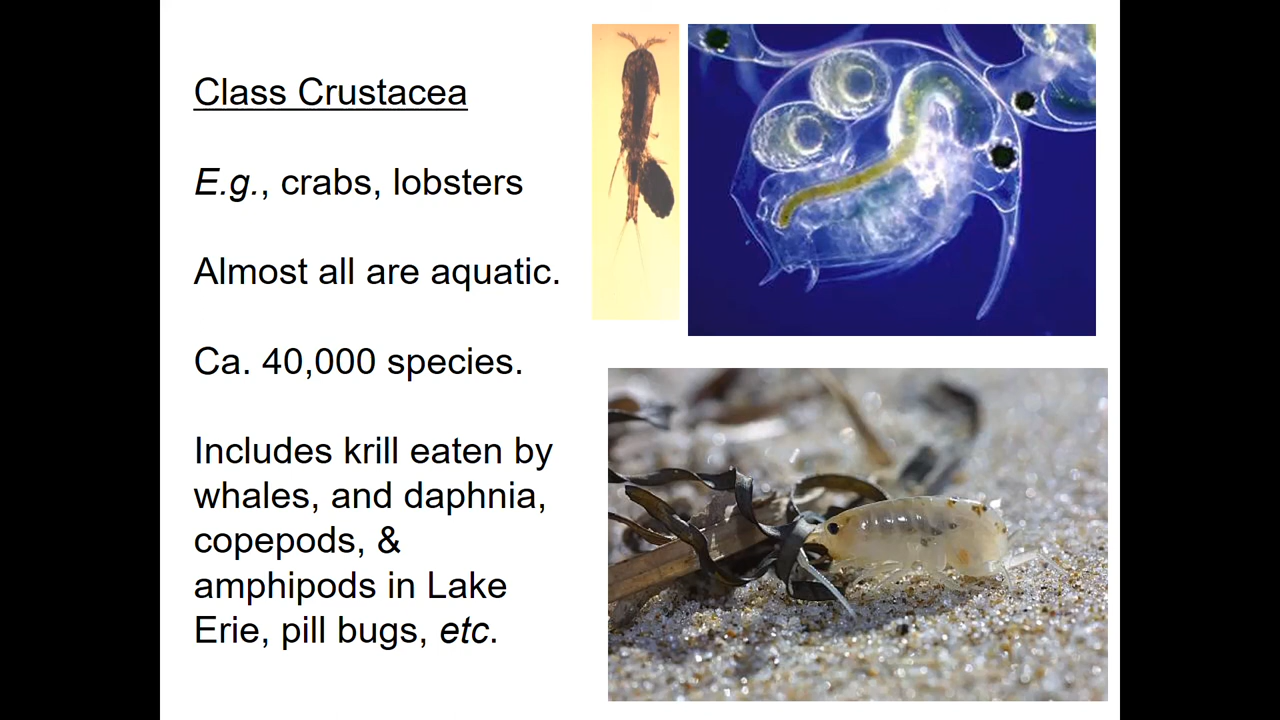 Class Crustacea
E.g., crabs, lobsters
Almost all are aquatic.
Ca. 40,000 species.
Includes krill eaten by
whales, and daphnia,
copepods, &
amphipods in Lake
Erie, pill bugs, etc.